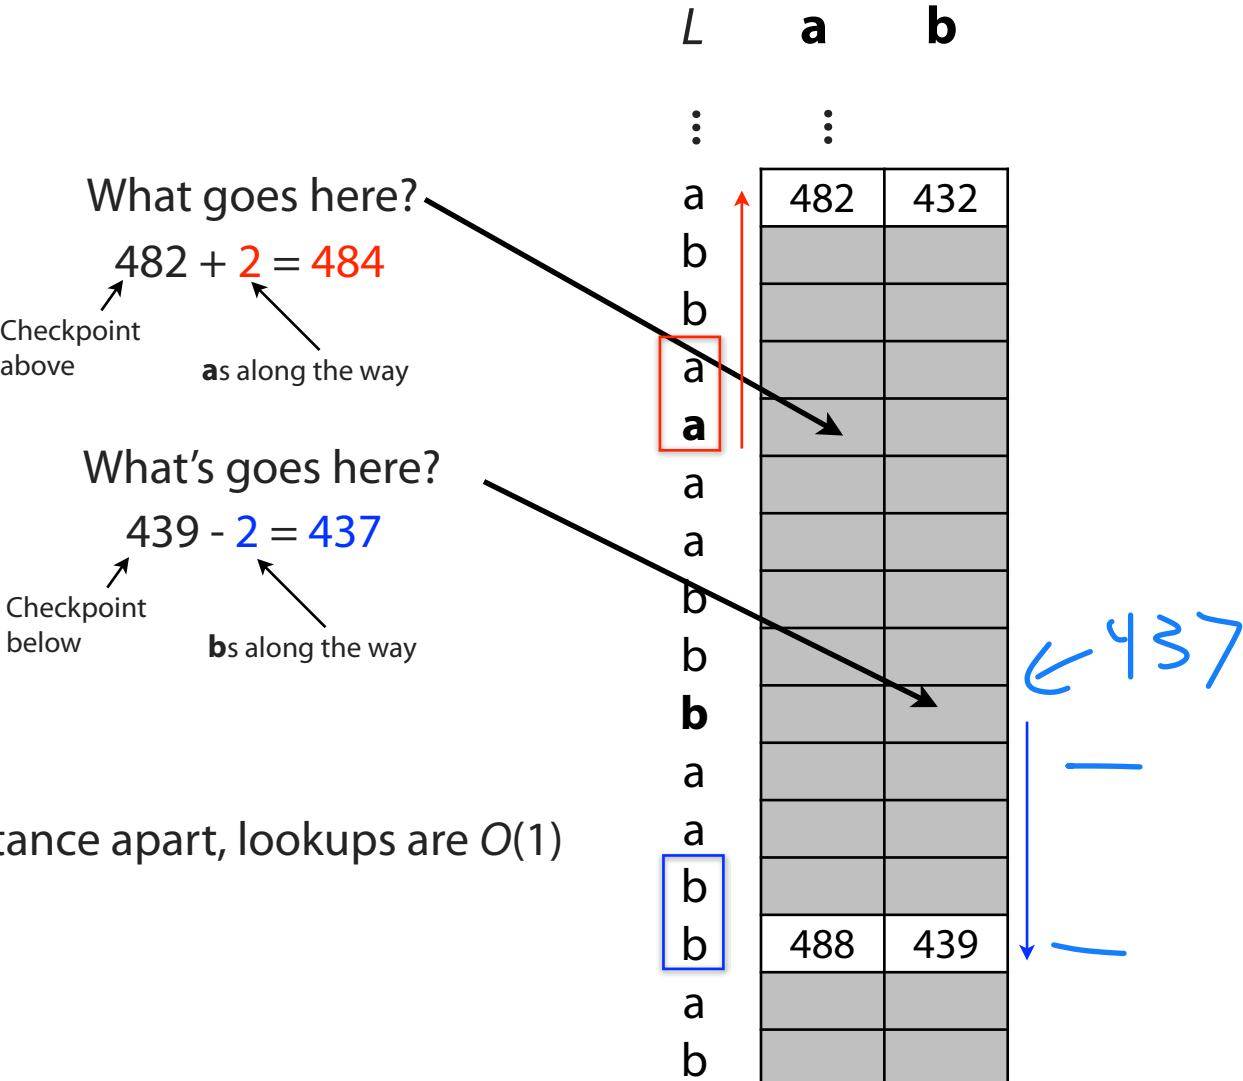 L a b
⋮ ⋮
What goes here?
482 + 2 = 484
Checkpoint
above
as along the way
What's goes here?
439 - 2 = 437
Checkpoint
below
bs along the way
tance apart, lookups are O(1)
a 482 432
b
b
a
a
a
a
b
b
b
437
a
a
b
b 488 439
a
b